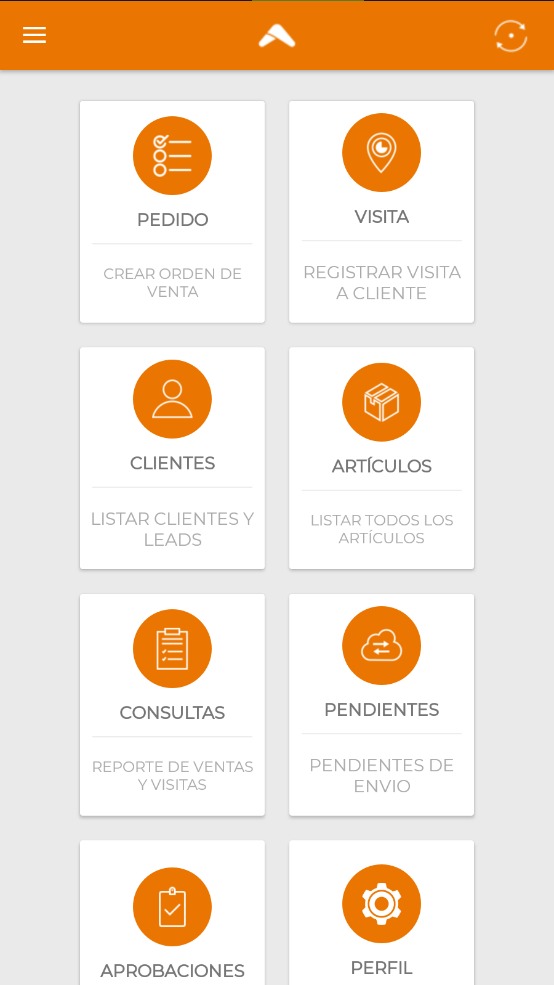 PEDIDO
CREAR ORDEN DE
VENTA
VISITA
REGISTRAR VISITA
A CLIENTE
CLIENTES
LISTAR CLIENTES Y
LEADS
ARTÍCULOS
LISTAR TODOS LOS
ARTÍCULOS
CONSULTAS
REPORTE DE VENTAS
Y VISITAS
PENDIENTES
PENDIENTES DE
ENVIO
APROBACIONES
PERFIL